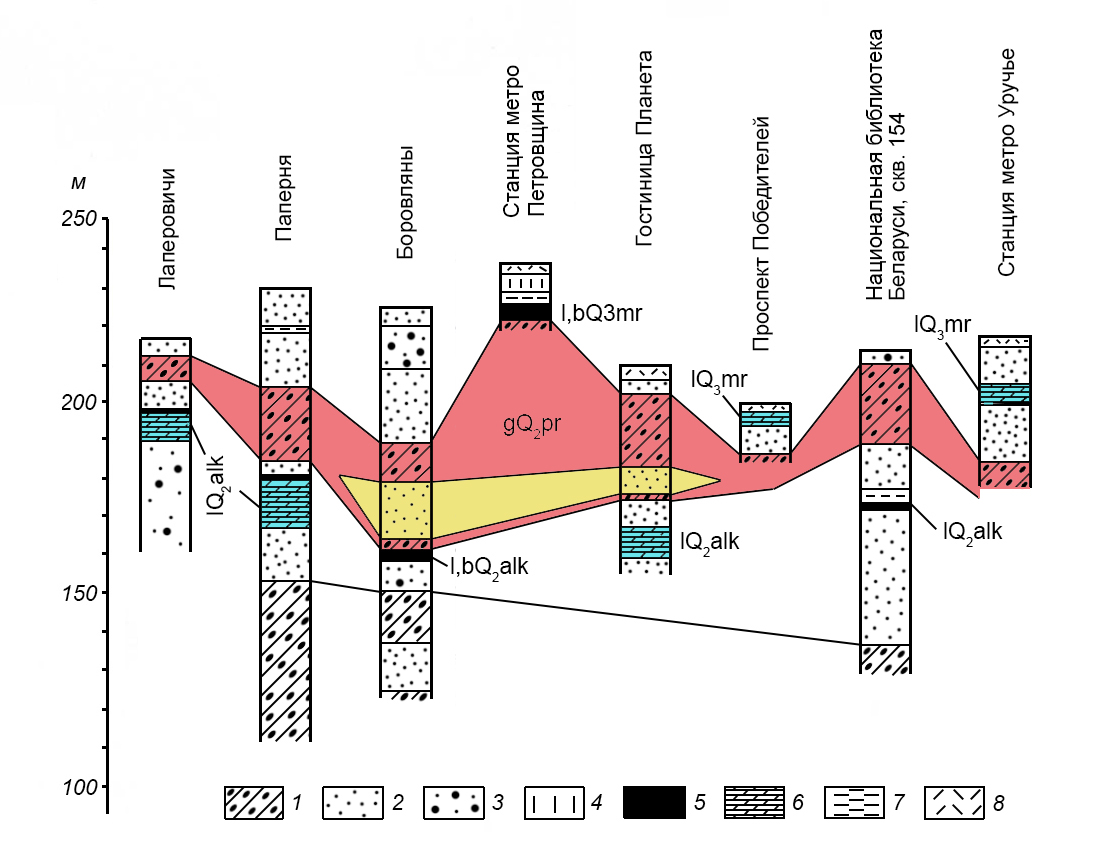 м
250
200
150
100
Лаперовичи
Паперня
Боровляны
Станция метро
Петровщина
Гостиница Планета
Проспект Победителей
Национальная библиотека
Беларуси, скв. 154
Станция метро Уручье
l,bQ3mr
lQ₃mr
lQ₃mr
gQ₂pr
lQ₂alk
l,bQ₂alk
lQ₂alk
lQ₂alk
1
2
3
4
5
6
7
8